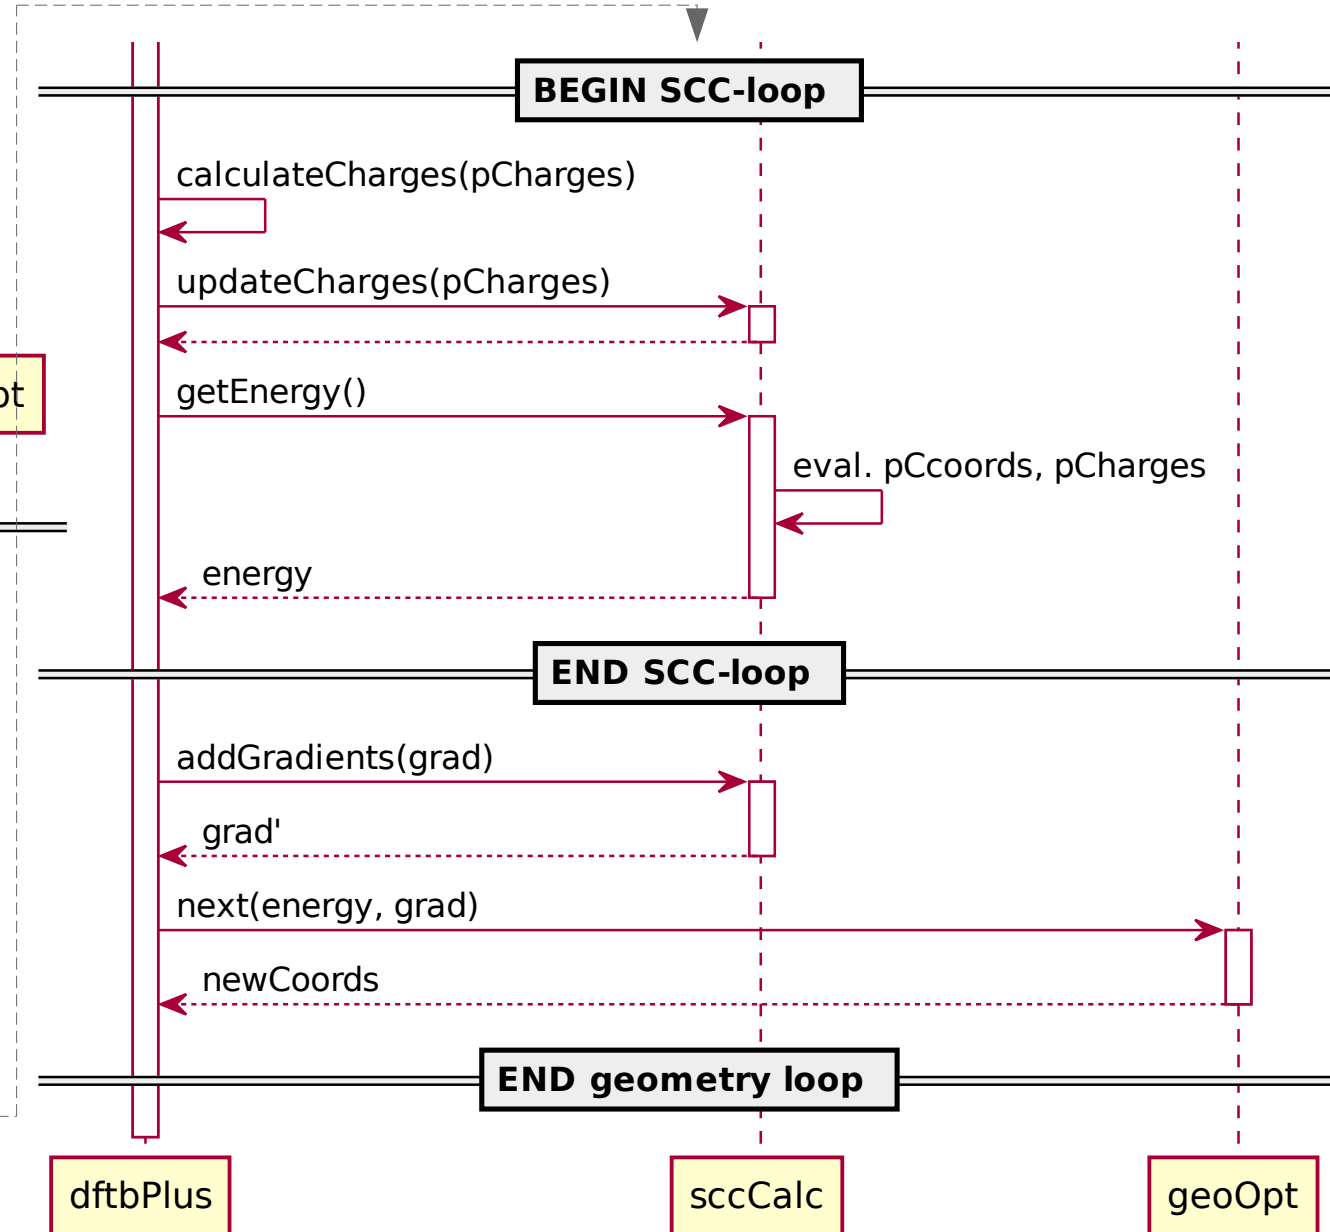 BEGIN SCC-loop
calculateCharges(pCharges)
updateCharges(pCharges)
getEnergy()
eval. pCcoords, pCharges
energy
END SCC-loop
addGradients(grad)
grad'
next(energy, grad)
newCoords
END geometry loop
dftbPlus
sccCalc
geoOpt